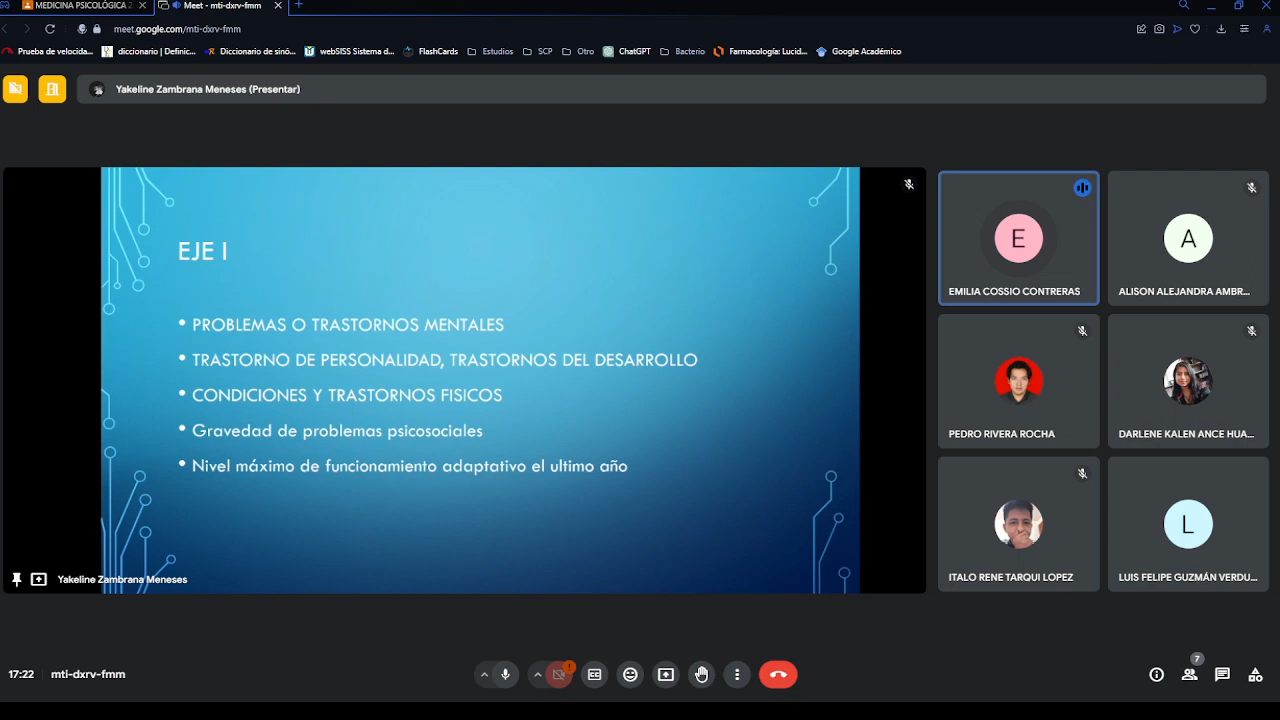 MEDICINA PSICOLÓGICA 2
Meet - mti-dxrv-fmm
meet.google.com/mti-dxrv-fmm
Prueba de velocida...
diccionario | Definic...
Diccionario de sinó...
webSISS Sistema d...
FlashCards
Estudios
SCP
Otro
ChatGPT
Bacterio
Farmacología: Lucid...
Google Académico
Yakeline Zambrana Meneses (Presentar)
EJE I
• PROBLEMAS O TRASTORNOS MENTALES
• TRASTORNO DE PERSONALIDAD, TRASTORNOS DEL DESARROLLO
• CONDICIONES Y TRASTORNOS FISICOS
• Gravedad de problemas psicosociales
• Nivel máximo de funcionamiento adaptativo el ultimo año
Yakeline Zambrana Meneses
E
EMILIA COSSIO CONTRERAS
A
ALISON ALEJANDRA AMBR...
PEDRO RIVERA ROCHA
DARLENE KALEN ANCE HUA...
ITALO RENE TARQUI LOPEZ
L
LUIS FELIPE GUZMÁN VERDU...
17:22
mti-dxrv-fmm
7